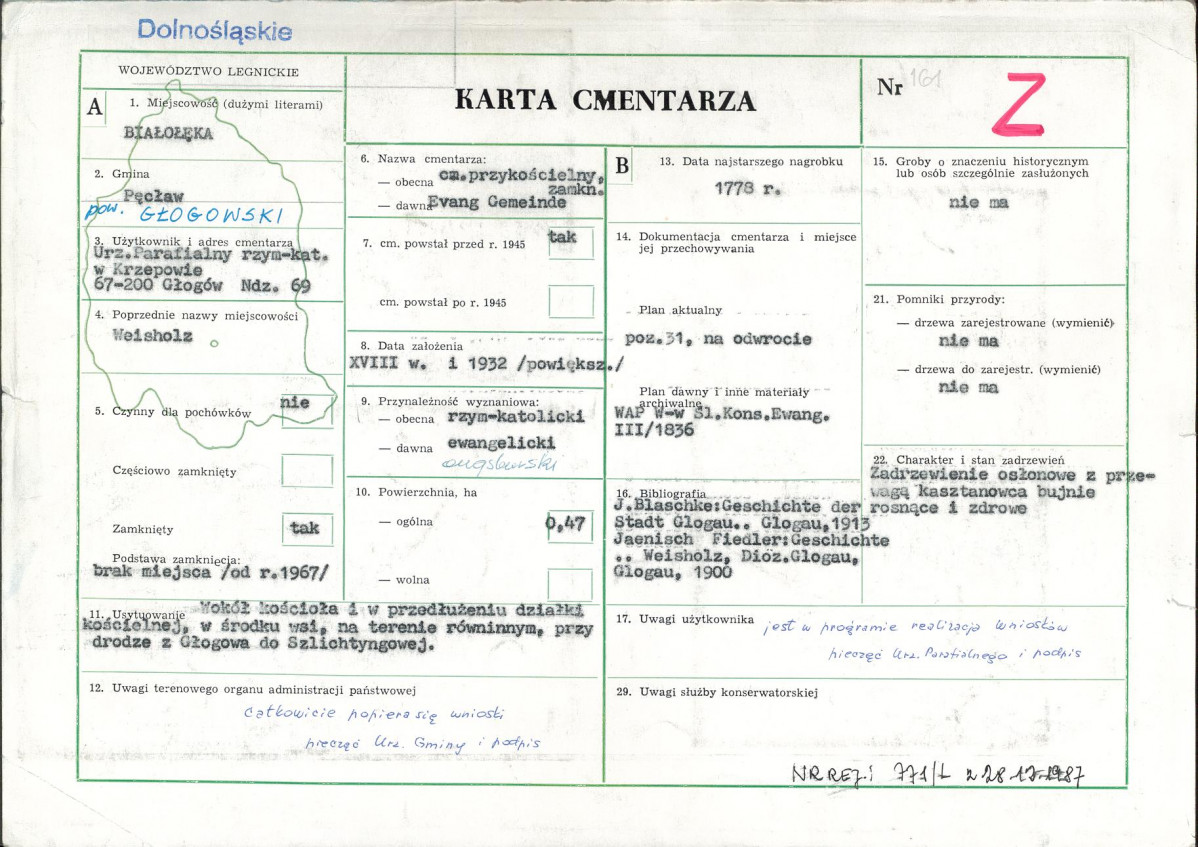 Dolnośląskie
WOJEWÓDZTWO LEGNICKIE
KARTA CMENTARZA
Nr 161
Z
A
1. Miejscowość (dużymi literami)
BIAŁOŁĘKA
2. Gmina
Pęcław
pow. GŁOGOWSKI
3. Użytkownik i adres cmentarza
Urz.Parafialny rzym-kat.
w Krzepowie
67-200 Głogów Ndz. 69
4. Poprzednie nazwy miejscowości
Weisholz
5. Czynny dla pochówków
nie
Częściowo zamknięty
Zamknięty
tak
Podstawa zamknięcia:
brak miejsca /od r.1967/
6. Nazwa cmentarza:
— obecna cm.przykościelny,
zamkn.
— dawna Evang Gemeinde
7. cm. powstał przed r. 1945
tak
cm. powstał po r. 1945
8. Data założenia
XVIII w. i 1932 /powiększ./
9. Przynależność wyznaniowa:
— obecna rzym-katolicki
— dawna ewangelicki
augsburski
10. Powierzchnia, ha
— ogólna
0,47
— wolna
11. Usytuowanie Wokół kościoła i w przedłużeniu działki
kościelnej, w środku wsi, na terenie równinnym, przy
drodze z Głogowa do Szlichtyngowej.
12. Uwagi terenowego organu administracji państwowej
całkowicie popiera się wnioski
pieczęć Urz. Gminy i podpis
B
13. Data najstarszego nagrobku
1778 r.
14. Dokumentacja cmentarza i miejsce
jej przechowywania
Plan aktualny
poz.31, na odwrocie
Plan dawny i inne materiały
archiwalne
WAP W-w Śl.Kons.Ewang.
III/1836
16. Bibliografia
J.Blaschke:Geschichte der
Stadt Glogau.. Glogau,1913
Jaenisch Fiedler:Geschichte
.. Weisholz, Diöz.Glogau,
Glogau, 1900
15. Groby o znaczeniu historycznym
lub osób szczególnie zasłużonych
nie ma
21. Pomniki przyrody:
— drzewa zarejestrowane (wymienić)
nie ma
— drzewa do zarejestr. (wymienić)
nie ma
22. Charakter i stan zadrzewień
Zadrzewienie osłonowe z prze-
wagą kasztanowca bujnie
rosnące i zdrowe
17. Uwagi użytkownika jest w programie realizacja wniosków
pieczęć Urz. Parafialnego i podpis
29. Uwagi służby konserwatorskiej
NR REJ. 771/L z 28.12.1987